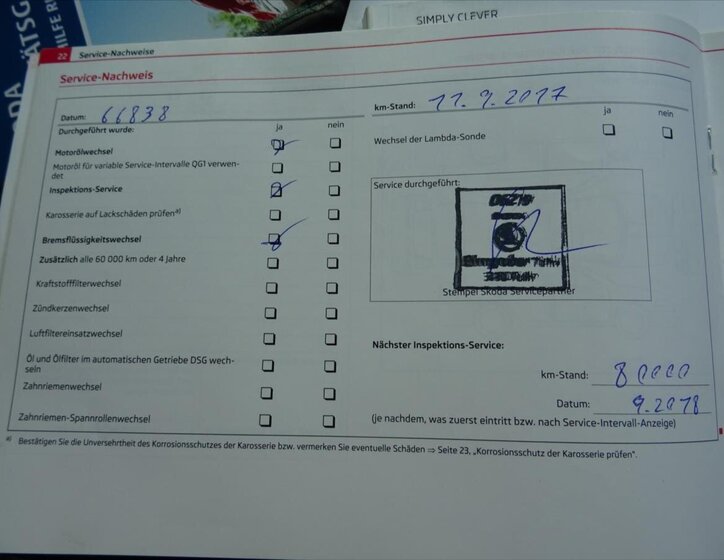 SIMPLY CLEVER
22 Service-Nachweise
Service-Nachweis
Datum: 66838
km-Stand: 11.9.2017
Durchgeführt wurde: ja nein
ja nein
Motorölwechsel
Wechsel der Lambda-Sonde
Motoröl für variable Service-Intervalle QG1 verwen-
det
Inspektions-Service
Service durchgeführt:
Karosserie auf Lackschäden prüfen a)
Bremsflüssigkeitswechsel
Zusätzlich alle 60 000 km oder 4 Jahre
Kraftstofffilterwechsel
Stempel Škoda Servicepartner
Zündkerzenwechsel
Luftfiltereinsatzwechsel
Nächster Inspektions-Service:
Öl und Ölfilter im automatischen Getriebe DSG wech-
seln
km-Stand: 80000
Zahnriemenwechsel
Datum: 9.2018
Zahnriemen-Spannrollenwechsel
(je nachdem, was zuerst eintritt bzw. nach Service-Intervall-Anzeige)
a) Bestätigen Sie die Unversehrtheit des Korrosionsschutzes der Karosserie bzw. vermerken Sie eventuelle Schäden ⇒ Seite 23, „Korrosionsschutz der Karosserie prüfen“.